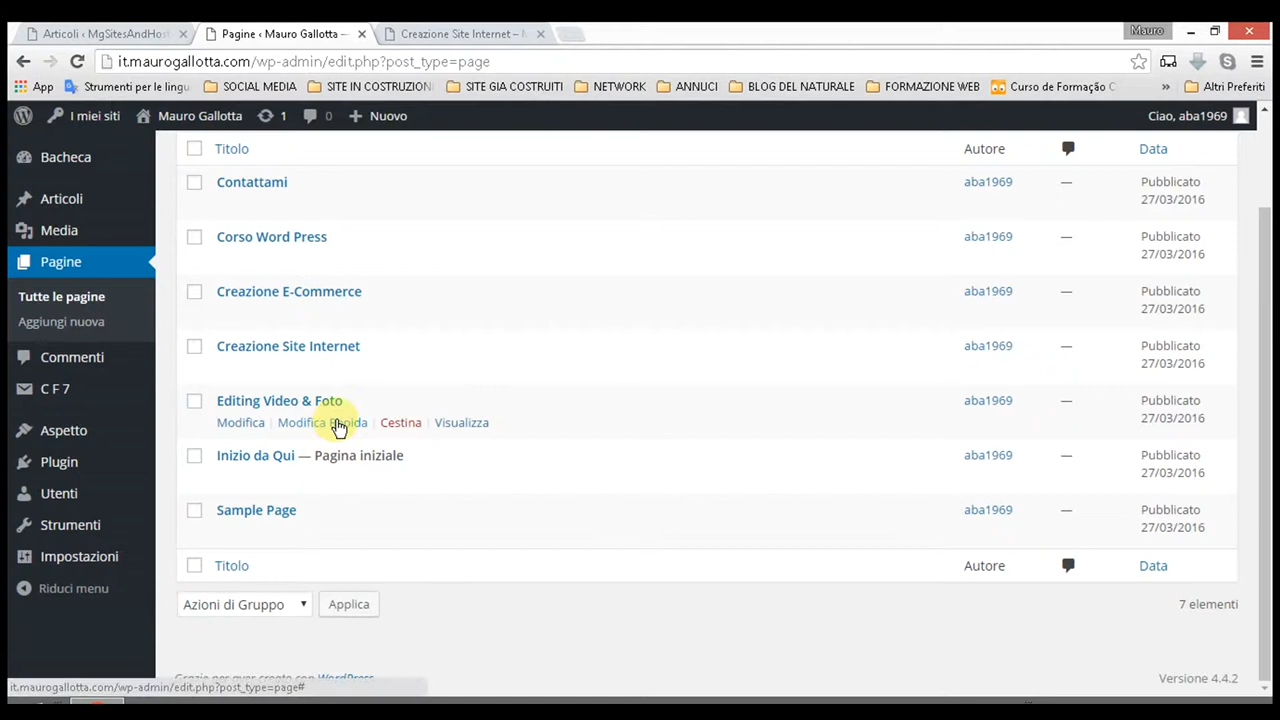 Articoli ‹ MgSitesAndHost
Pagine ‹ Mauro Gallotta —
Creazione Site Internet –
Mauro
it.maurogallotta.com/wp-admin/edit.php?post_type=page
App
Strumenti per le lingu
SOCIAL MEDIA
SITE IN COSTRUZION
SITE GIA COSTRUITI
NETWORK
ANNUCI
BLOG DEL NATURALE
FORMAZIONE WEB
Curso de Formação C
»
Altri Preferiti
I miei siti
Mauro Gallotta
1
0
Nuovo
Ciao, aba1969
Bacheca
Articoli
Media
Pagine
Tutte le pagine
Aggiungi nuova
Commenti
C F 7
Aspetto
Plugin
Utenti
Strumenti
Impostazioni
Riduci menu
Titolo Autore Data
Contattami aba1969 — Pubblicato
27/03/2016
Corso Word Press aba1969 — Pubblicato
27/03/2016
Creazione E-Commerce aba1969 — Pubblicato
27/03/2016
Creazione Site Internet aba1969 — Pubblicato
27/03/2016
Editing Video & Foto aba1969 — Pubblicato
27/03/2016
Modifica | Modifica Rapida | Cestina | Visualizza
Inizio da Qui — Pagina iniziale aba1969 — Pubblicato
27/03/2016
Sample Page aba1969 — Pubblicato
27/03/2016
Titolo Autore Data
Azioni di Gruppo Applica 7 elementi
Grazie per aver creato con WordPress.
Versione 4.4.2
it.maurogallotta.com/wp-admin/edit.php?post_type=page#